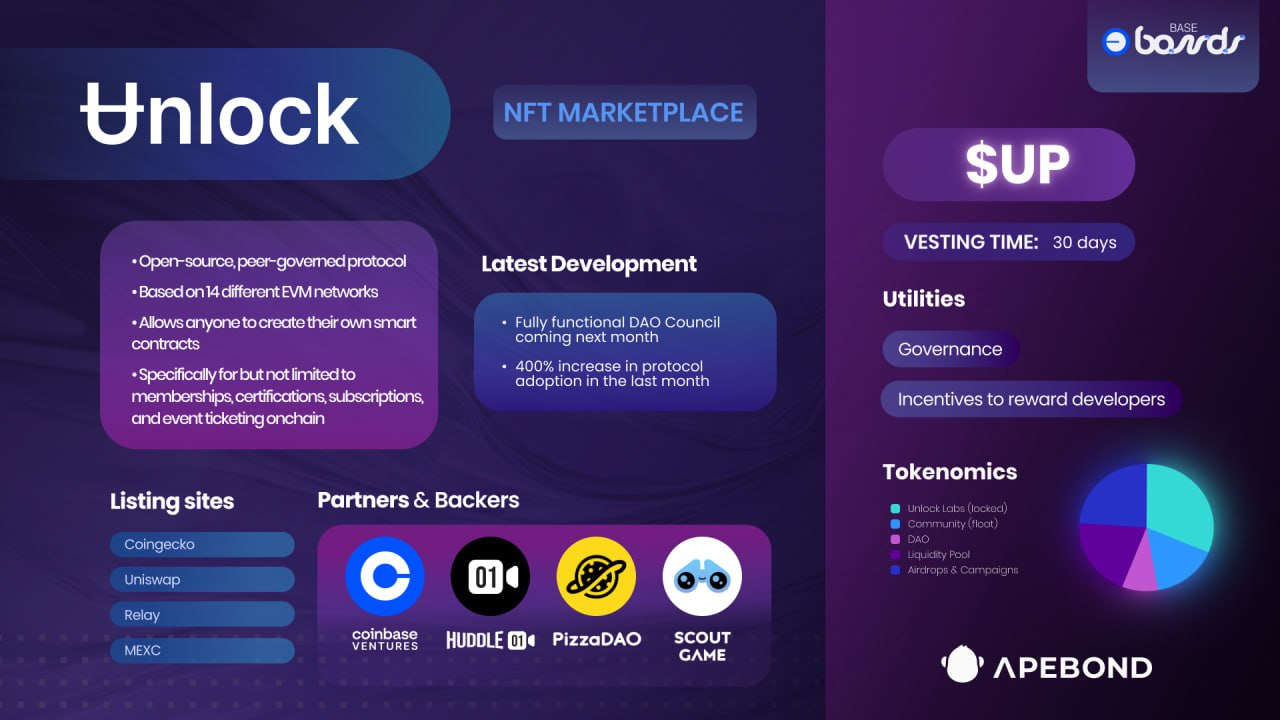 Unlock
NFT MARKETPLACE
• Open-source, peer-governed protocol
• Based on 14 different EVM networks
• Allows anyone to create their own smart
contracts
• Specifically for but not limited to
memberships, certifications, subscriptions,
and event ticketing onchain
Latest Development
• Fully functional DAO Council
coming next month
• 400% increase in protocol
adoption in the last month
Listing sites
Coingecko
Uniswap
Relay
MEXC
Partners & Backers
01
coinbase
VENTURES
HUDDLE 01
PizzaDAO
SCOUT
GAME
BASE
bonds
$UP
VESTING TIME: 30 days
Utilities
Governance
Incentives to reward developers
Tokenomics
Unlock Labs (locked)
Community (float)
DAO
Liquidity Pool
Airdrops & Campaigns
APEBOND